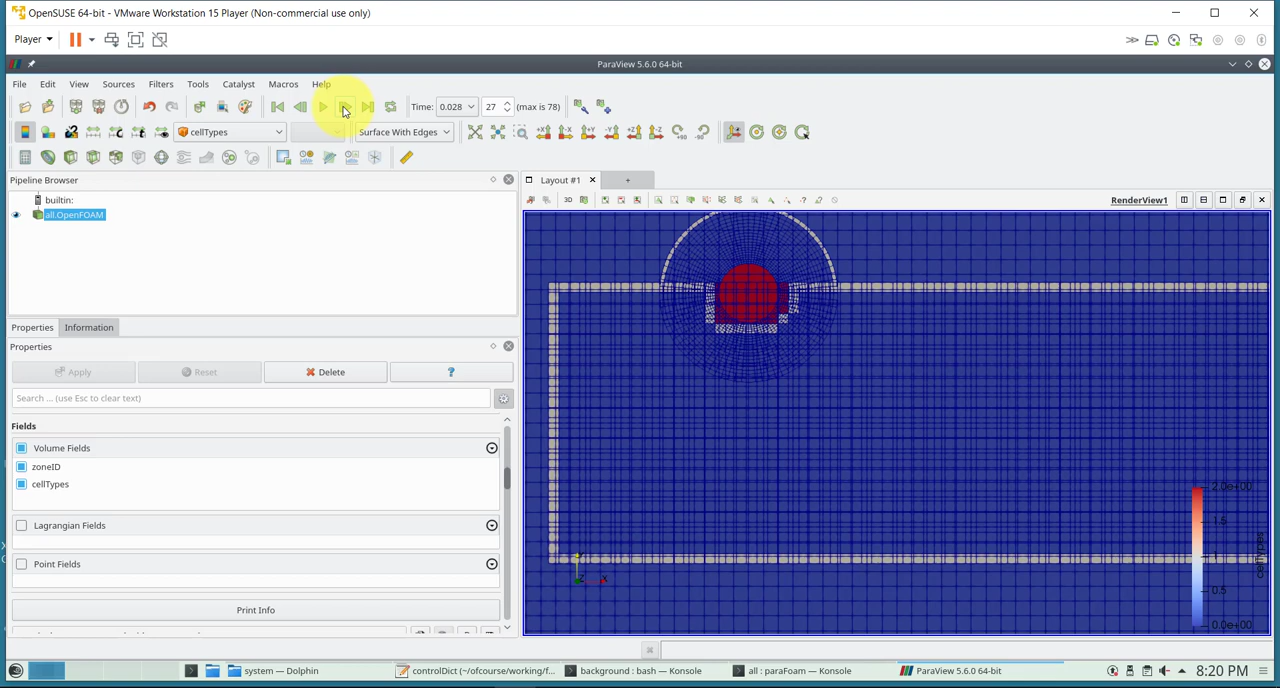 OpenSUSE 64-bit - VMware Workstation 15 Player (Non-commercial use only)
Player
ParaView 5.6.0 64-bit
File Edit View Sources Filters Tools Catalyst Macros Help
Time: 0.028 27 (max is 78)
cellTypes Surface With Edges
Pipeline Browser
Layout #1 +
3D RenderView1
builtin:
all.OpenFOAM
Properties Information
Properties
Apply Reset Delete ?
Search ... (use Esc to clear text)
Fields
Volume Fields
zoneID
cellTypes
Lagrangian Fields
Point Fields
Print Info
2.0e+00
1.5
1
0.5
0.0e+00
cellTypes
Y
Z X
system — Dolphin controlDict (~/ofcourse/working/f... background : bash — Konsole all : paraFoam — Konsole ParaView 5.6.0 64-bit 8:20 PM